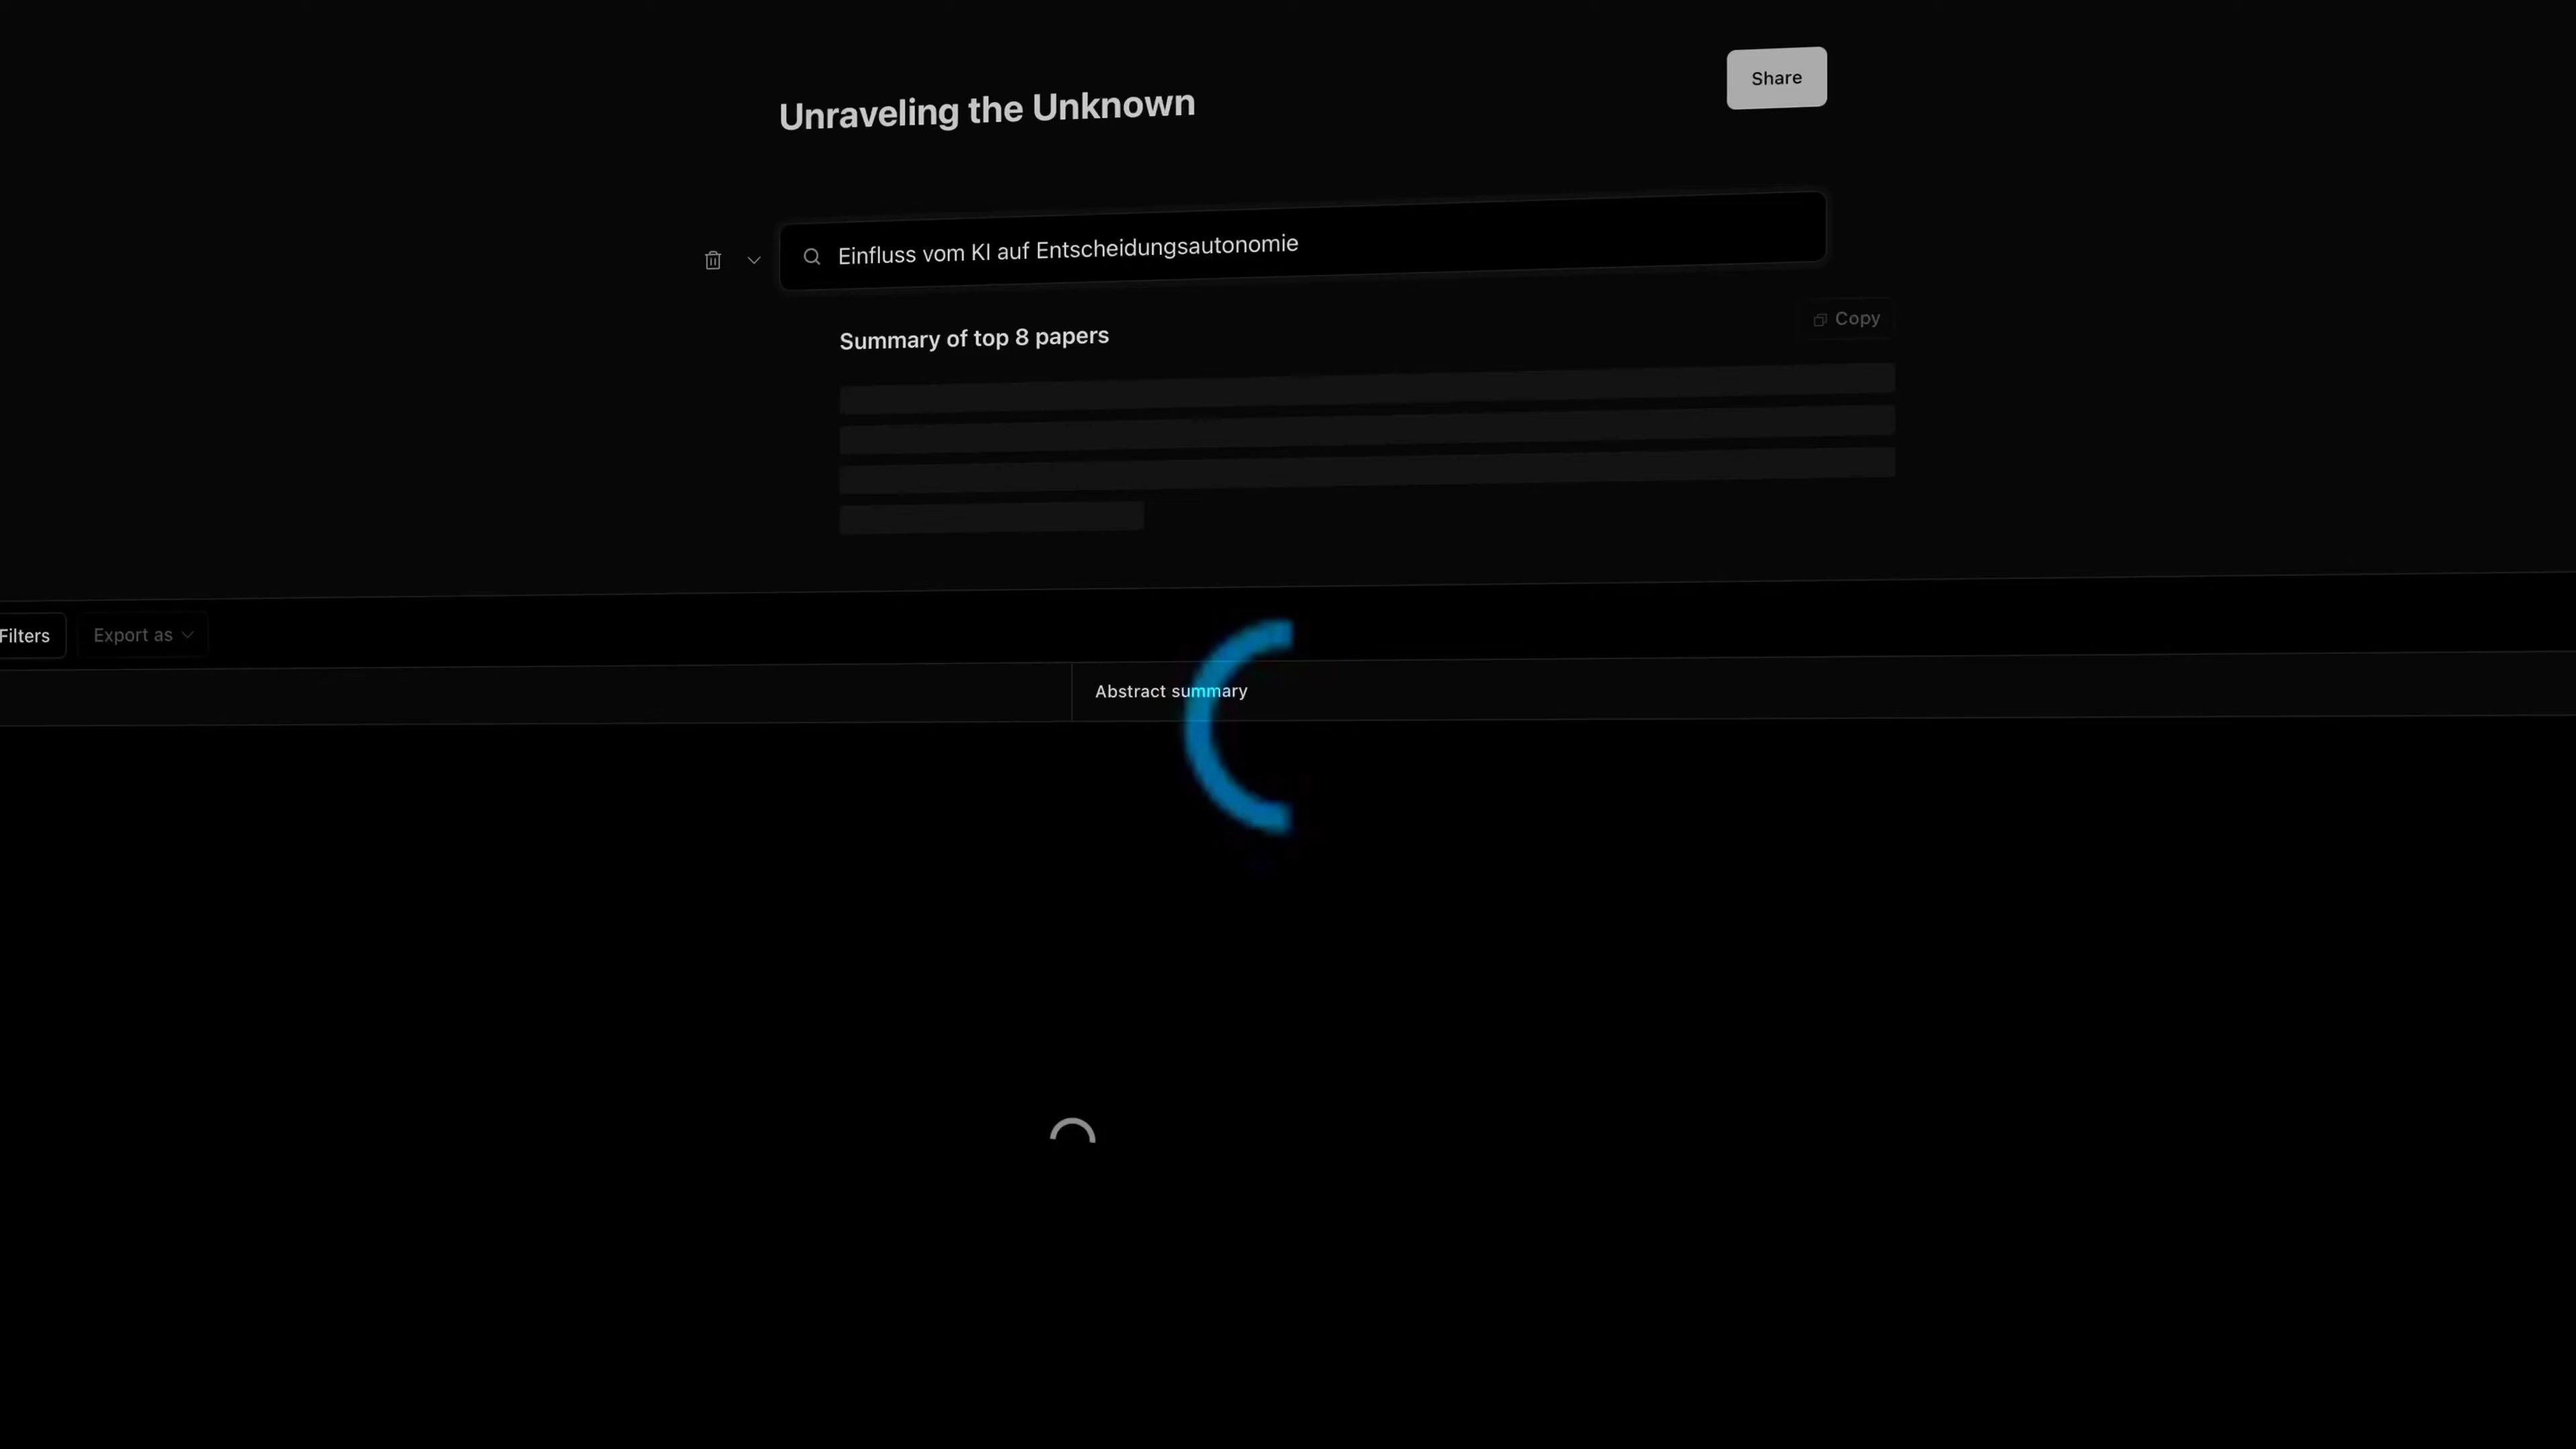 Share
Unraveling the Unknown
Einfluss vom KI auf Entscheidungsautonomie
Copy
Summary of top 8 papers
Filters
Export as
Abstract summary